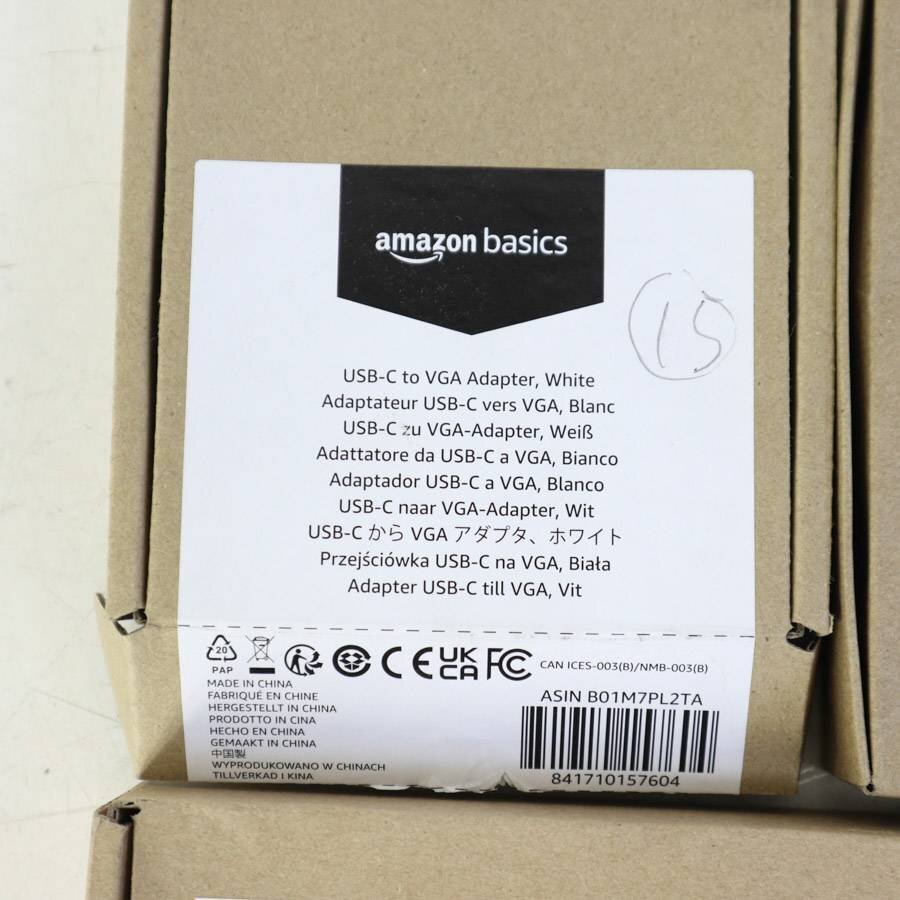 amazon basics
15
USB-C to VGA Adapter, White
Adaptateur USB-C vers VGA, Blanc
USB-C zu VGA-Adapter, Weiß
Adattatore da USB-C a VGA, Bianco
Adaptador USB-C a VGA, Blanco
USB-C naar VGA-Adapter, Wit
USB-C から VGA アダプタ、ホワイト
Przejściówka USB-C na VGA, Biała
Adapter USB-C till VGA, Vit
20
PAP
CE UK CA FC CAN ICES-003(B)/NMB-003(B)
MADE IN CHINA
FABRIQUÉ EN CHINE
HERGESTELLT IN CHINA
PRODOTTO IN CINA
HECHO EN CHINA
GEMAAKT IN CHINA
中国製
WYPRODUKOWANO W CHINACH
TILLVERKAD I KINA
ASIN B01M7PL2TA
841710157604